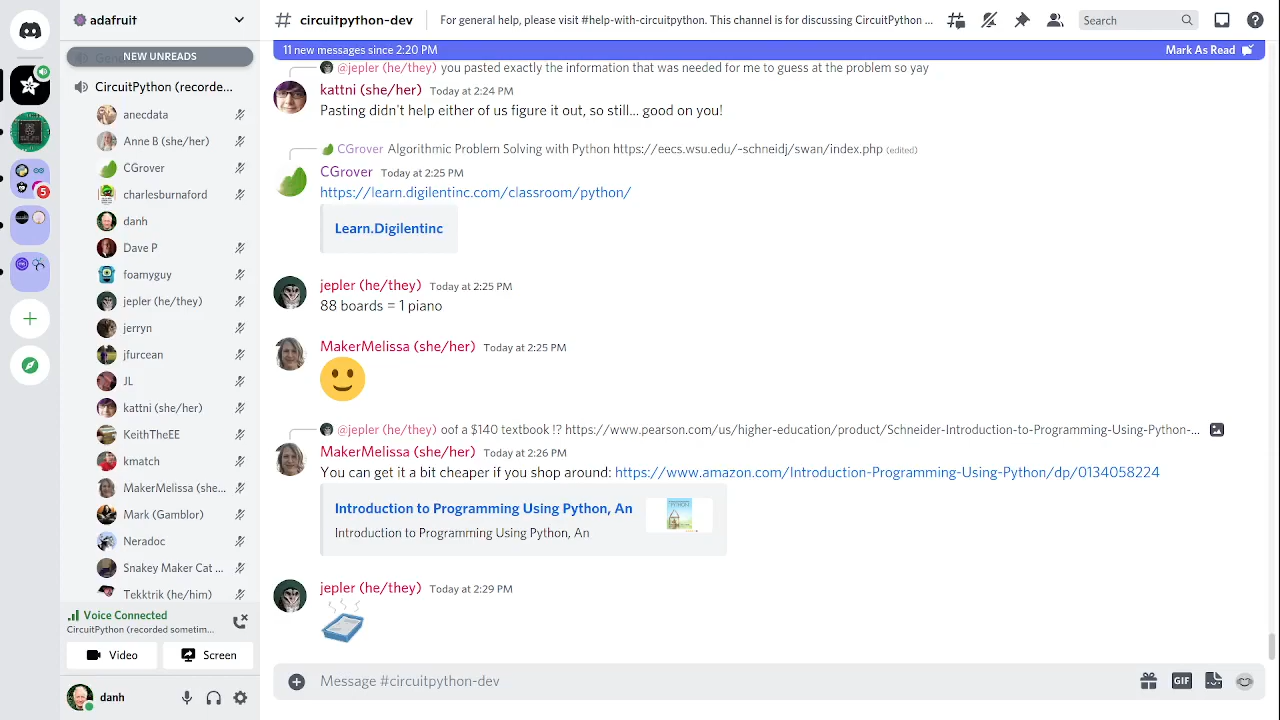 adafruit
NEW UNREADS
CircuitPython (recorde...
anecdata
Anne B (she/her)
CGrover
charlesburnaford
danh
Dave P
foamyguy
jepler (he/they)
jerryn
jfurcean
JL
kattni (she/her)
KeithTheEE
kmatch
MakerMelissa (she...
Mark (Gamblor)
Neradoc
Snakey Maker Cat ...
Tekktrik (he/him)
Voice Connected
CircuitPython (recorded sometim...
Video
Screen
danh
5
circuitpython-dev
For general help, please visit #help-with-circuitpython. This channel is for discussing CircuitPython ...
Search
11 new messages since 2:20 PM
Mark As Read
@jepler (he/they) you pasted exactly the information that was needed for me to guess at the problem so yay
kattni (she/her) Today at 2:24 PM
Pasting didn't help either of us figure it out, so still... good on you!
CGrover Algorithmic Problem Solving with Python https://eecs.wsu.edu/~schneidj/swan/index.php (edited)
CGrover Today at 2:25 PM
https://learn.digilentinc.com/classroom/python/
Learn.Digilentinc
jepler (he/they) Today at 2:25 PM
88 boards = 1 piano
MakerMelissa (she/her) Today at 2:25 PM
@jepler (he/they) oof a $140 textbook !? https://www.pearson.com/us/higher-education/product/Schneider-Introduction-to-Programming-Using-Python-...
MakerMelissa (she/her) Today at 2:26 PM
You can get it a bit cheaper if you shop around: https://www.amazon.com/Introduction-Programming-Using-Python/dp/0134058224
Introduction to Programming Using Python, An
Introduction to Programming Using Python, An
jepler (he/they) Today at 2:29 PM
Message #circuitpython-dev
GIF